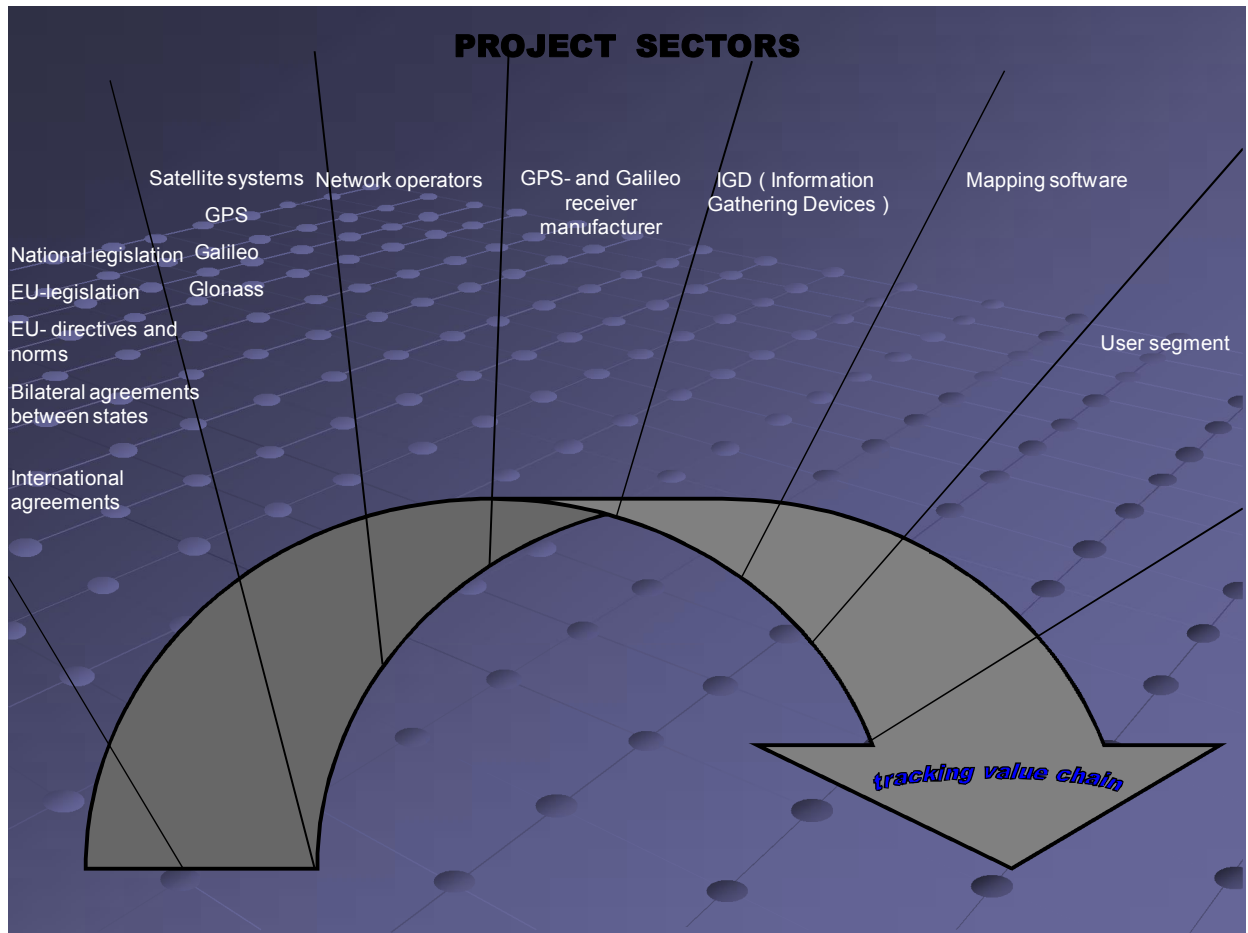 PROJECT SECTORS
National legislation
EU-legislation
EU- directives and
norms
Bilateral agreements
between states
International
agreements
Satellite systems
GPS
Galileo
Glonass
Network operators
GPS- and Galileo
receiver
manufacturer
IGD ( Information
Gathering Devices )
Mapping software
User segment
tracking value chain